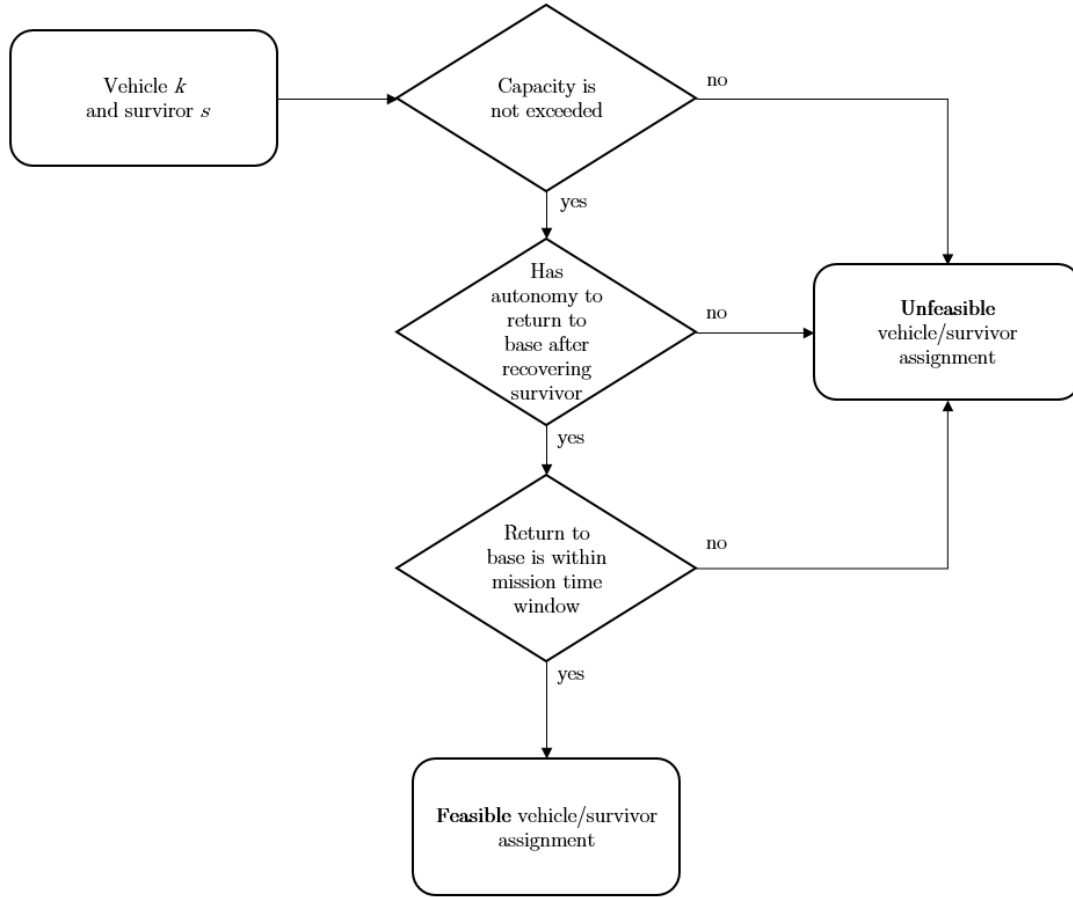 Vehicle k
and surviror s
Capacity is
not exceeded
no
yes
Has
autonomy to
return to
base after
recovering
survivor
no
Unfeasible
vehicle/survivor
assignment
yes
Return to
base is within
mission time
window
no
yes
Feasible vehicle/survivor
assignment